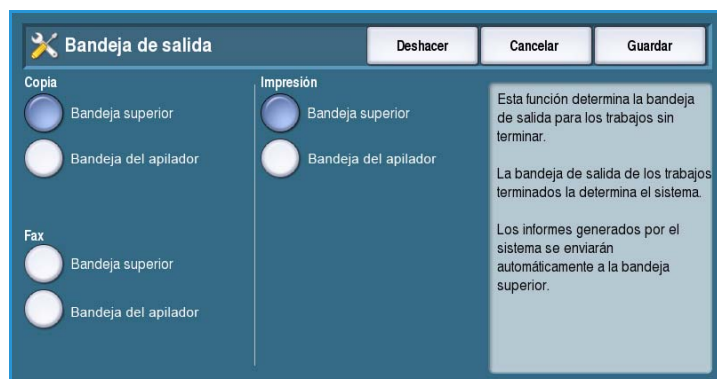 Bandeja de salida
Deshacer
Cancelar
Guardar
Copia
Bandeja superior
Bandeja del apilador
Impresión
Bandeja superior
Bandeja del apilador
Fax
Bandeja superior
Bandeja del apilador
Esta función determina la bandeja
de salida para los trabajos sin
terminar.
La bandeja de salida de los trabajos
terminados la determina el sistema.
Los informes generados por el
sistema se enviarán
automáticamente a la bandeja
superior.